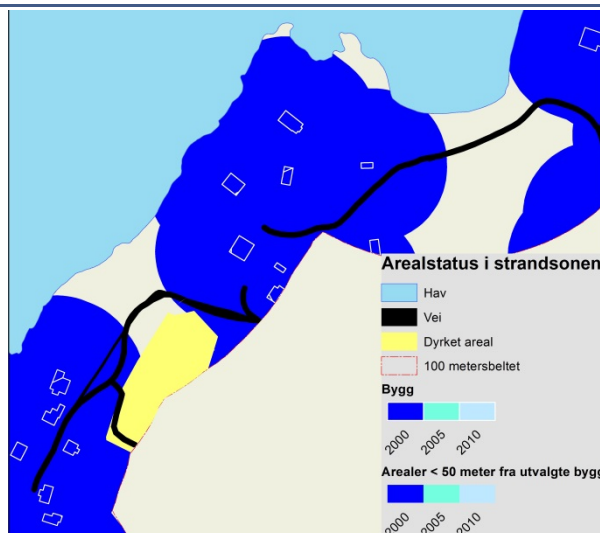 Arealstatus i strandsonen
Hav
Vei
Dyrket areal
100 metersbeltet
Bygg
2000 2005 2010
Arealer < 50 meter fra utvalgte bygg
2000 2005 2010